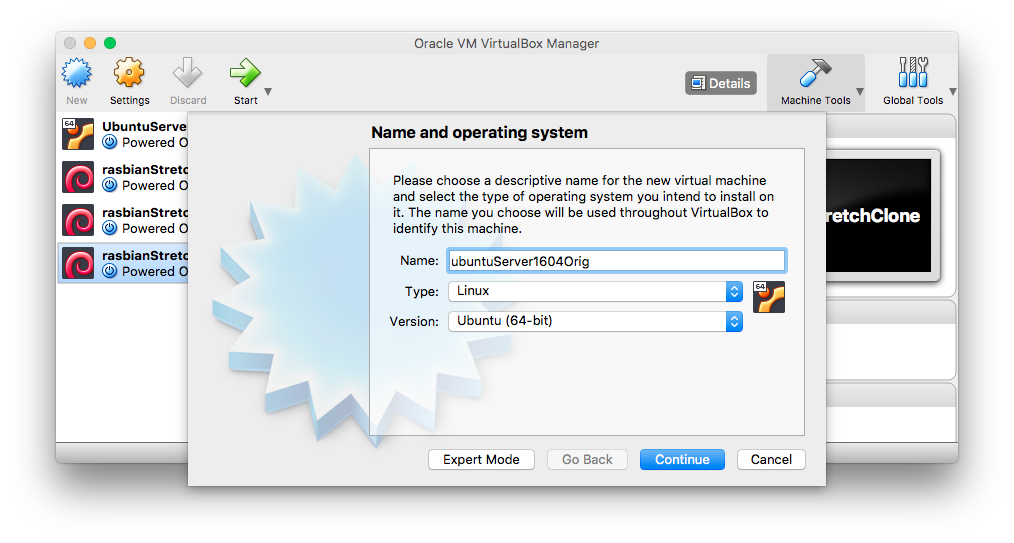 Oracle VM VirtualBox Manager
New
Settings
Discard
Start
Details
Machine Tools
Global Tools
64
UbuntuServe
Powered O
rasbianStretc
Powered O
rasbianStretc
Powered O
rasbianStretc
Powered O
Name and operating system
Please choose a descriptive name for the new virtual machine
and select the type of operating system you intend to install on
it. The name you choose will be used throughout VirtualBox to
identify this machine.
Name: ubuntuServer1604Orig
Type: Linux
64
Version: Ubuntu (64-bit)
retchClone
Expert Mode
Go Back
Continue
Cancel